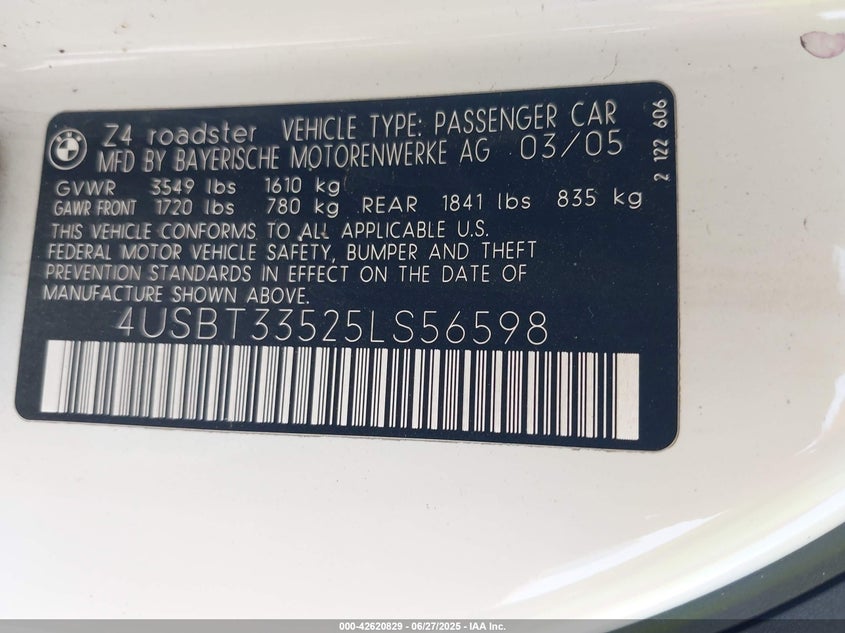 Z4 roadster VEHICLE TYPE: PASSENGER CAR
MFD BY BAYERISCHE MOTORENWERKE AG 03/05
GVWR 3549 lbs 1610 kg
GAWR FRONT 1720 lbs 780 kg REAR 1841 lbs 835 kg
THIS VEHICLE CONFORMS TO ALL APPLICABLE U.S.
FEDERAL MOTOR VEHICLE SAFETY, BUMPER AND THEFT
PREVENTION STANDARDS IN EFFECT ON THE DATE OF
MANUFACTURE SHOWN ABOVE.
4USBT33525LS56598
2 122 606
000-42620829 - 06/27/2025 - IAA Inc.